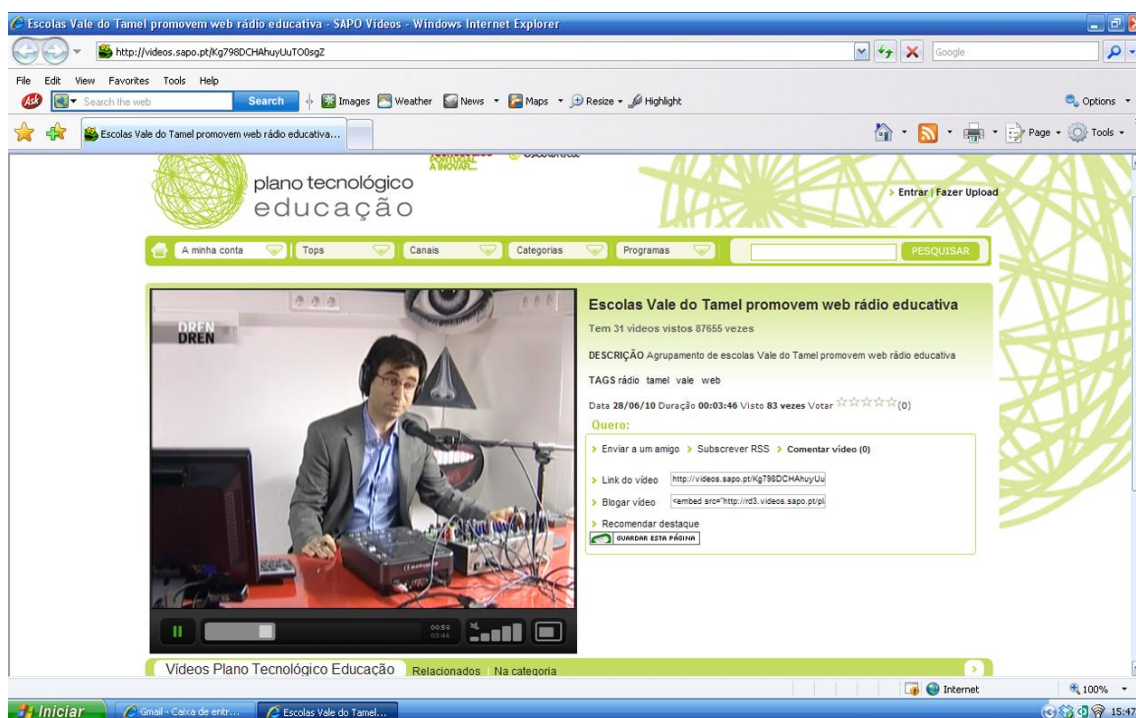 Escolas Vale do Tamel promovem web rádio educativa - SAPO Vídeos - Windows Internet Explorer
http://videos.sapo.pt/Kg798DCHAhuyUuTO0sgZ
Google
File Edit View Favorites Tools Help
Ask Search the web Search Images Weather News Maps Resize Highlight Options
Escolas Vale do Tamel promovem web rádio educativa... Page Tools
PORTUGAL
A INOVAR
plano tecnológico
educação
Entrar | Fazer Upload
A minha conta Tops Canais Categorias Programas PESQUISAR
DREN
DREN
Escolas Vale do Tamel promovem web rádio educativa
Tem 31 videos vistos 87655 vezes
DESCRIÇÃO Agrupamento de escolas Vale do Tamel promovem web rádio educativa
TAGS rádio tamel vale web
Data 28/06/10 Duração 00:03:46 Visto 83 vezes Votar (0)
Quero:
Enviar a um amigo Subscrever RSS Comentar vídeo (0)
Link do vídeo http://videos.sapo.pt/Kg798DCHAhuyUu
Blogar vídeo <embed src="http://rd3.videos.sapo.pt/pl
Recomendar destaque
GUARDAR ESTA PÁGINA
00:58
03:46
Vídeos Plano Tecnológico Educação Relacionados Na categoria
Internet 100%
Iniciar Gmail - Caixa de entr... Escolas Vale do Tamel... 15:47